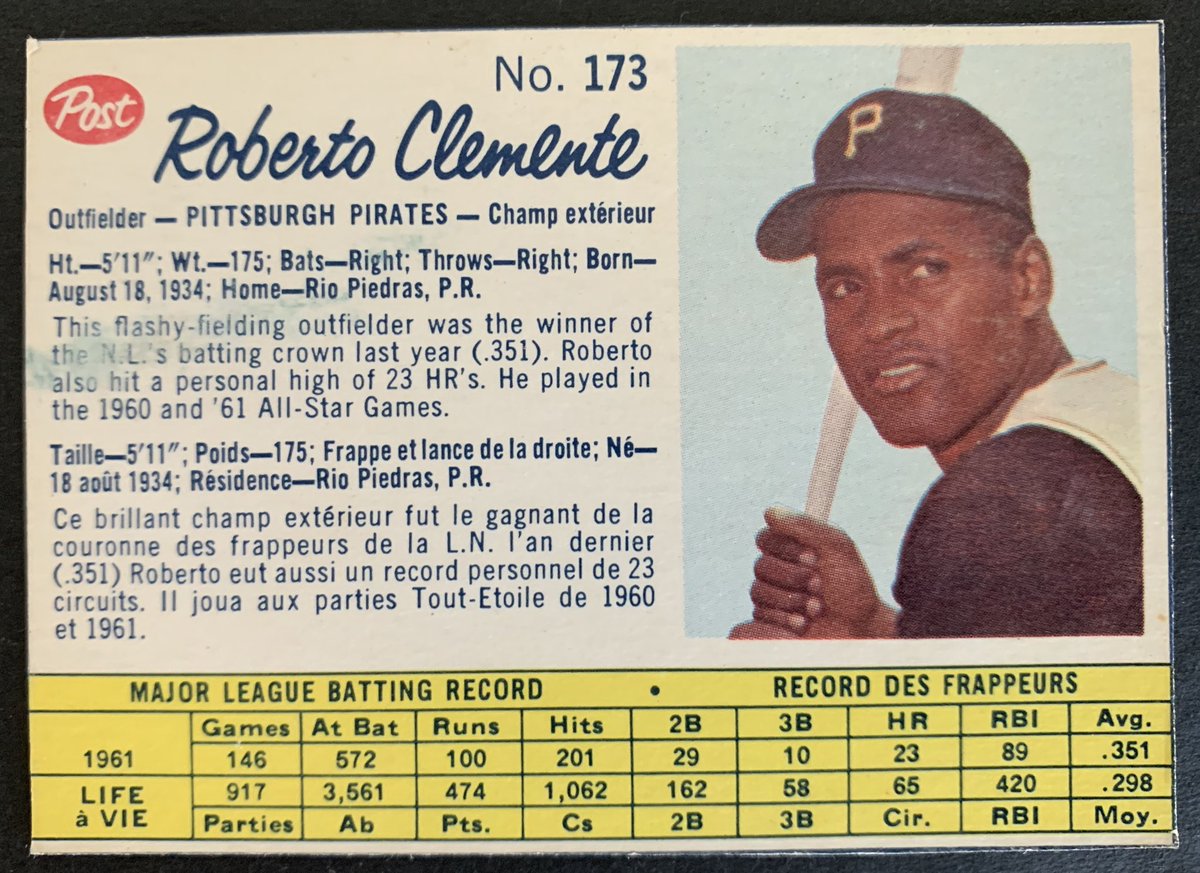 No. 173
Post
Roberto Clemente
Outfielder — PITTSBURGH PIRATES — Champ extérieur
Ht.—5'11"; Wt.—175; Bats—Right; Throws—Right; Born—
August 18, 1934; Home—Rio Piedras, P.R.
This flashy-fielding outfielder was the winner of
the N.L.'s batting crown last year (.351). Roberto
also hit a personal high of 23 HR's. He played in
the 1960 and '61 All-Star Games.
Taille—5'11"; Poids—175; Frappe et lance de la droite; Né—
18 août 1934; Résidence—Rio Piedras, P.R.
Ce brillant champ extérieur fut le gagnant de la
couronne des frappeurs de la L.N. l'an dernier
(.351) Roberto eut aussi un record personnel de 23
circuits. Il joua aux parties Tout-Etoile de 1960
et 1961.
P
MAJOR LEAGUE BATTING RECORD • RECORD DES FRAPPEURS
Games At Bat Runs Hits 2B 3B HR RBI Avg.
1961 146 572 100 201 29 10 23 89 .351
LIFE 917 3,561 474 1,062 162 58 65 420 .298
à VIE Parties Ab Pts. Cs 2B 3B Cir. RBI Moy.